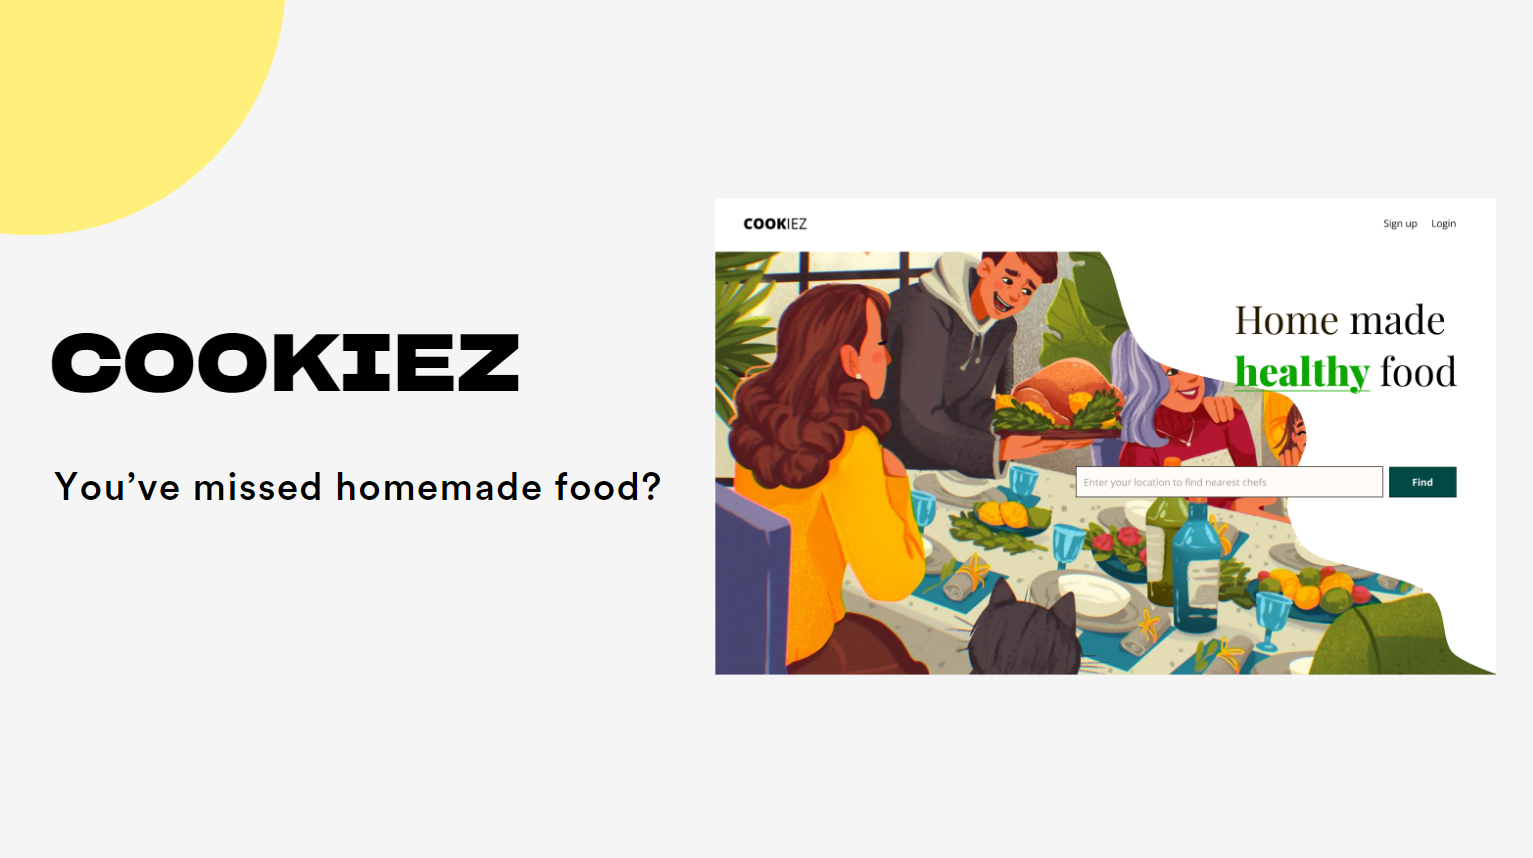 COOKIEZ
You’ve missed homemade food?
COOKIEZ
Sign up Login
Home made
healthy food
Enter your location to find nearest chefs
Find